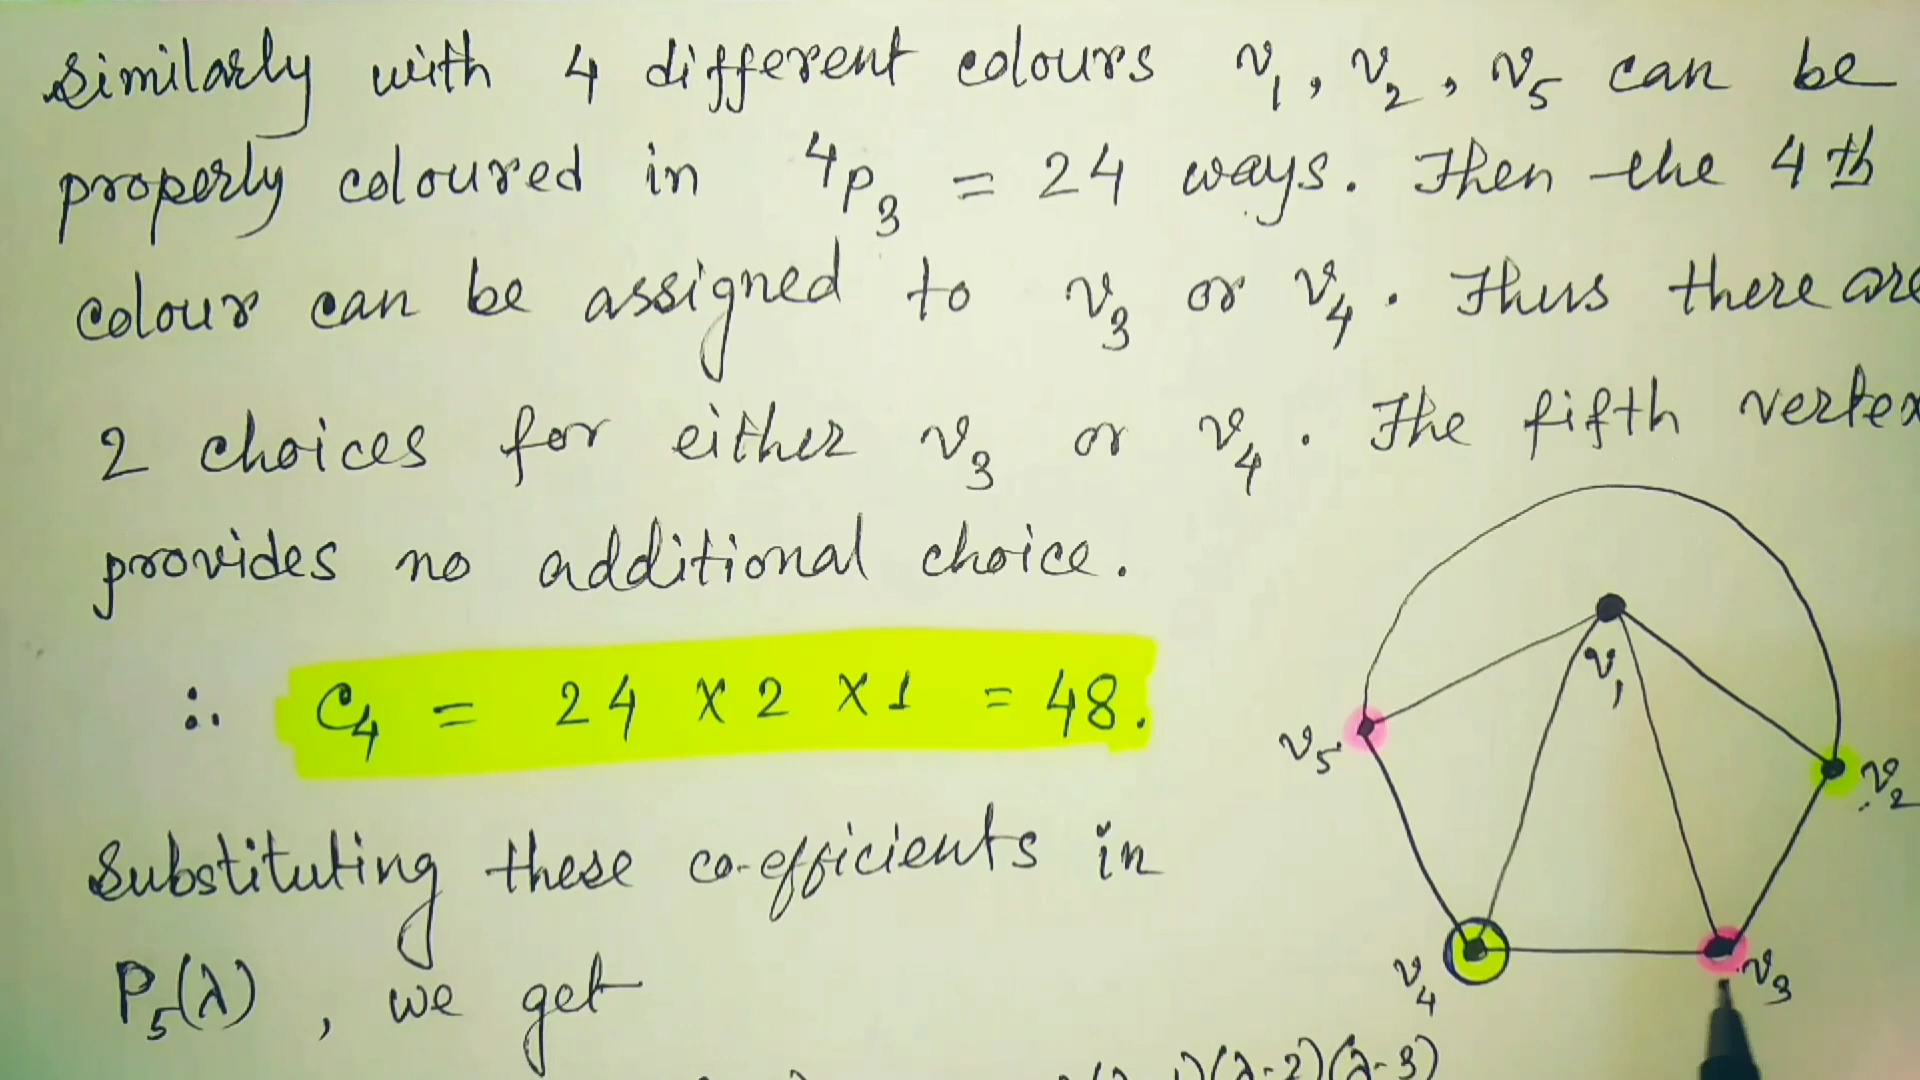 Similarly with 4 different colours v₁, v₂, v₅ can be
properly coloured in ⁴P₃ = 24 ways. Then the 4th
colour can be assigned to v₃ or v₄. Thus there are
2 choices for either v₃ or v₄. The fifth vertex
provides no additional choice.
∴ C₄ = 24 × 2 × 1 = 48.
Substituting these co-efficients in
P₅(λ), we get
v₁
v₅
v₂
v₄
v₃
(λ-2)(λ-3)